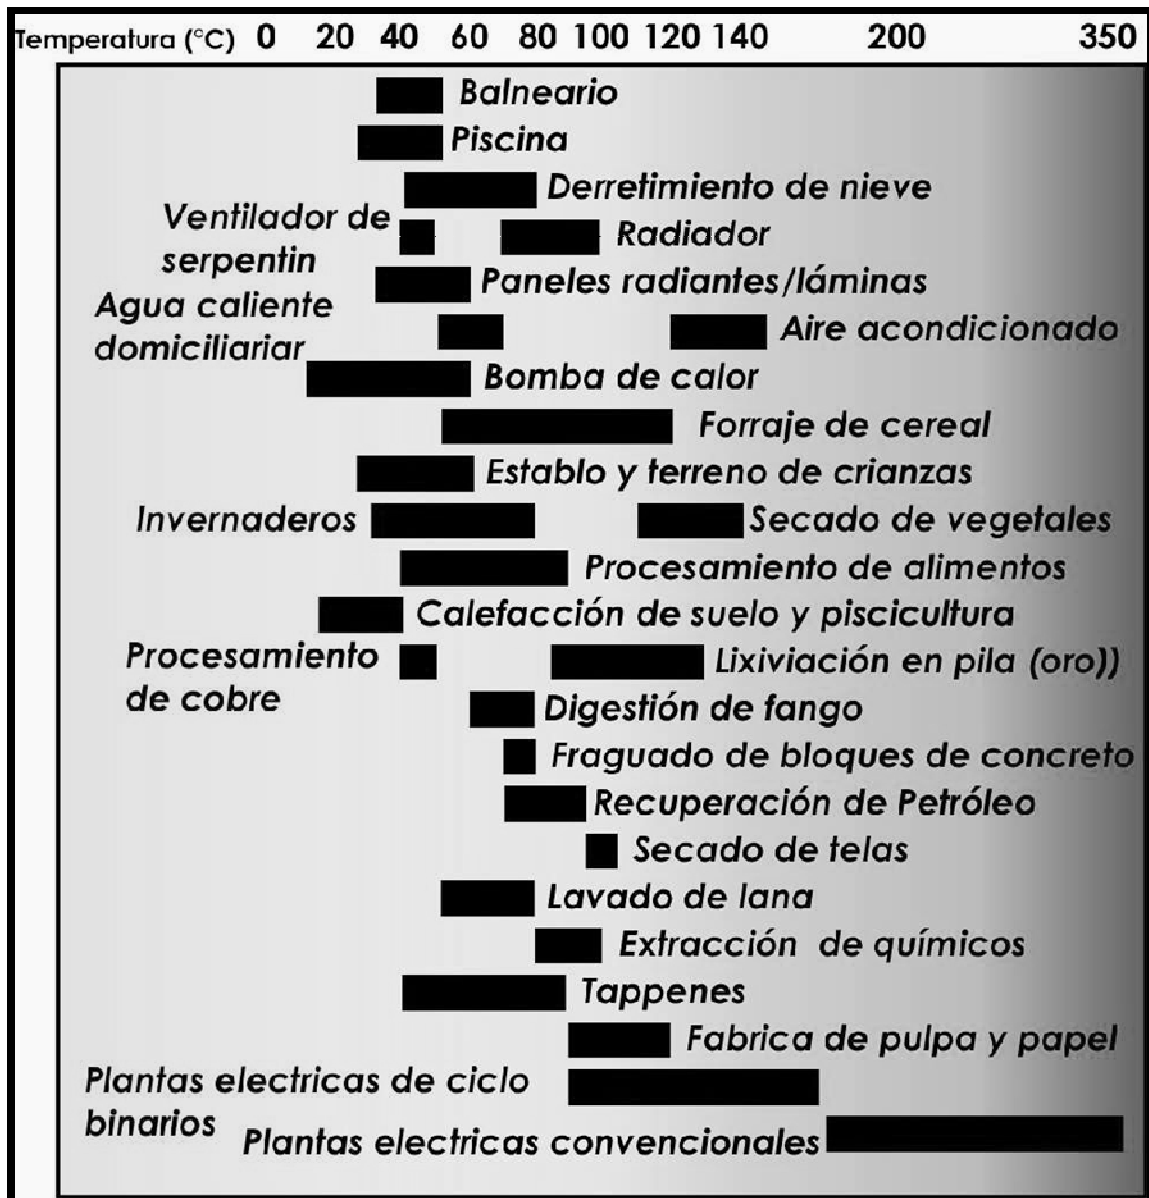 Temperatura (°C) 0 20 40 60 80 100 120 140 200 350
Balneario
Piscina
Derretimiento de nieve
Ventilador de
serpentin
Radiador
Paneles radiantes/láminas
Agua caliente
domiciliariar
Aire acondicionado
Bomba de calor
Forraje de cereal
Establo y terreno de crianzas
Invernaderos
Secado de vegetales
Procesamiento de alimentos
Calefacción de suelo y piscicultura
Procesamiento
de cobre
Lixiviación en pila (oro))
Digestión de fango
Fraguado de bloques de concreto
Recuperación de Petróleo
Secado de telas
Lavado de lana
Extracción de químicos
Tappenes
Fabrica de pulpa y papel
Plantas electricas de ciclo
binarios
Plantas electricas convencionales